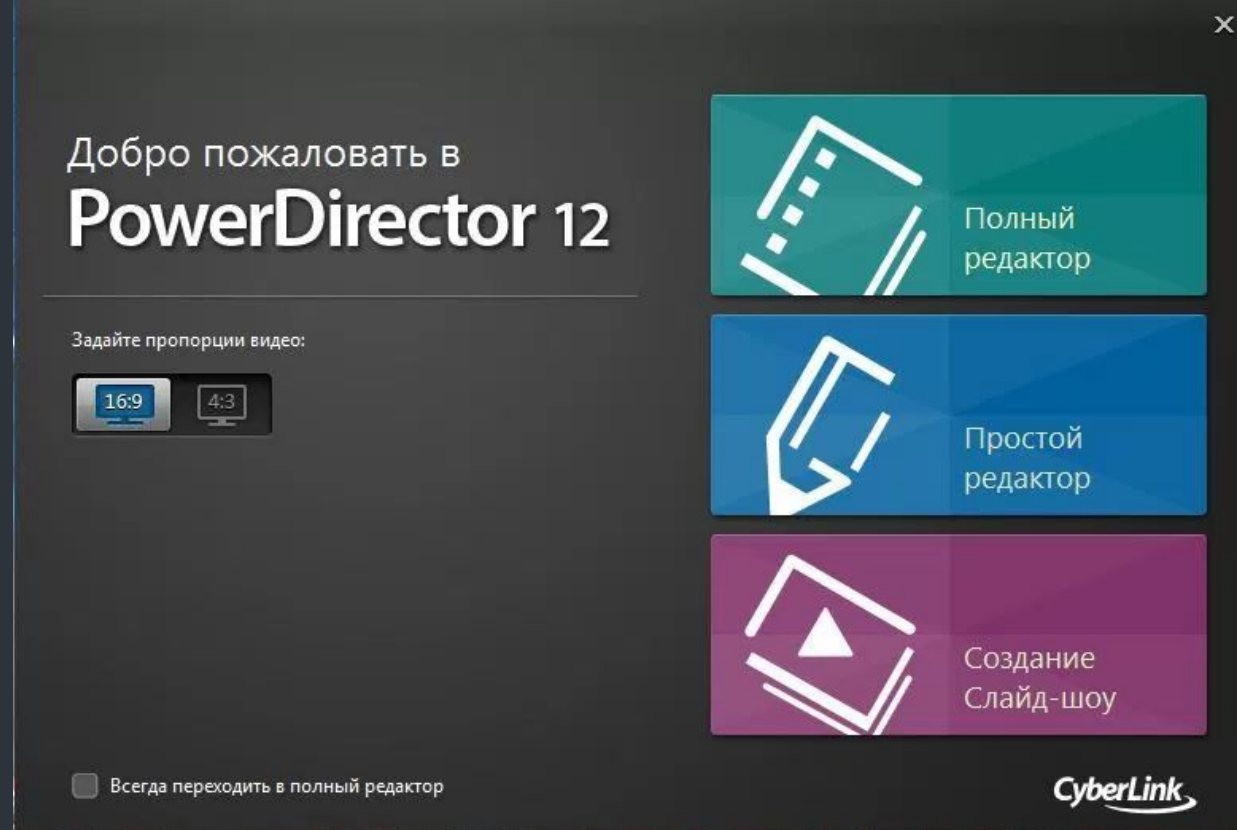 Добро пожаловать в
PowerDirector 12
Задайте пропорции видео:
16:9 4:3
Полный
редактор
Простой
редактор
Создание
Слайд-шоу
Всегда переходить в полный редактор
CyberLink